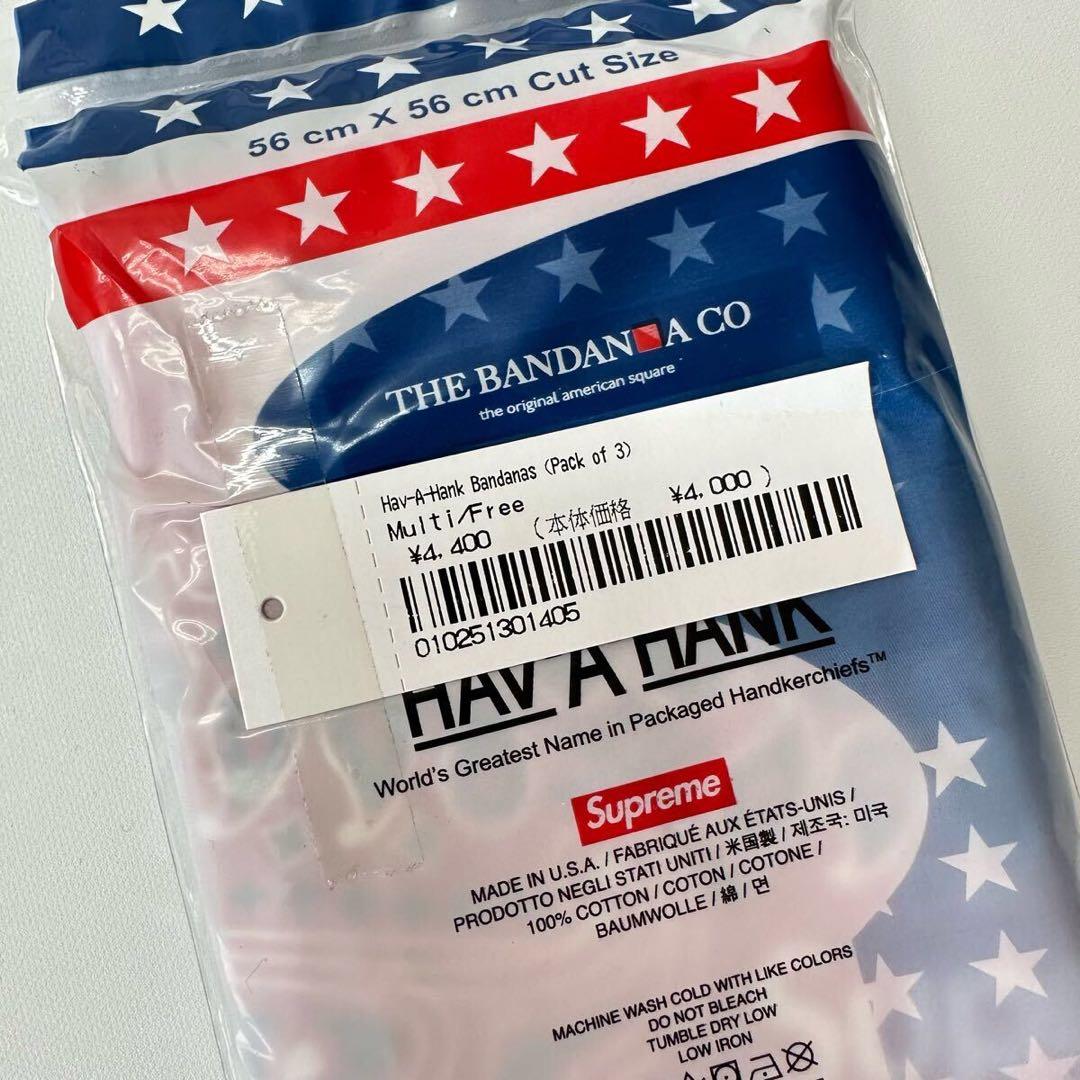 56 cm X 56 cm Cut Size
THE BANDANA CO
the original american square
Hav-A-Hank Bandanas (Pack of 3)
Multi/Free
¥4,400 (本体価格 ¥4,000 )
010251301405
HAV A HANK
World's Greatest Name in Packaged Handkerchiefs™
Supreme
MADE IN U.S.A. / FABRIQUÉ AUX ÉTATS-UNIS /
PRODOTTO NEGLI STATI UNITI / 米国製 / 제조국: 미국
100% COTTON / COTON / COTONE /
BAUMWOLLE / 綿 / 면
MACHINE WASH COLD WITH LIKE COLORS
DO NOT BLEACH
TUMBLE DRY LOW
LOW IRON